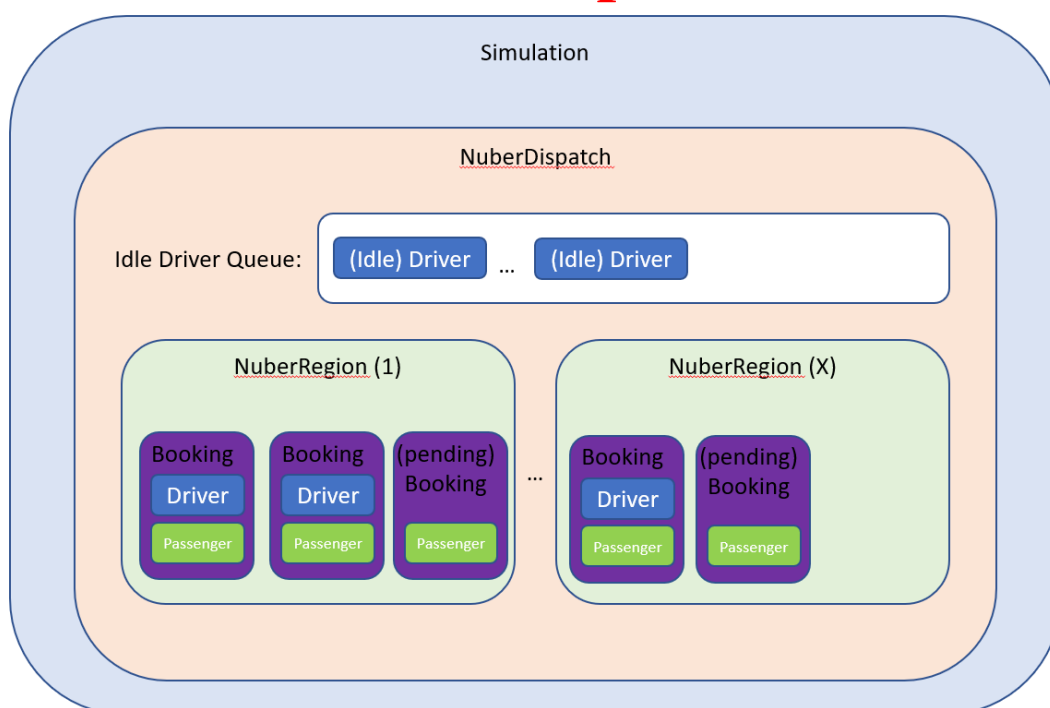 Simulation
NuberDispatch
Idle Driver Queue:
(Idle) Driver
...
(Idle) Driver
NuberRegion (1)
Booking
Driver
Passenger
Booking
Driver
Passenger
(pending)
Booking
Passenger
...
NuberRegion (X)
Booking
Driver
Passenger
(pending)
Booking
Passenger